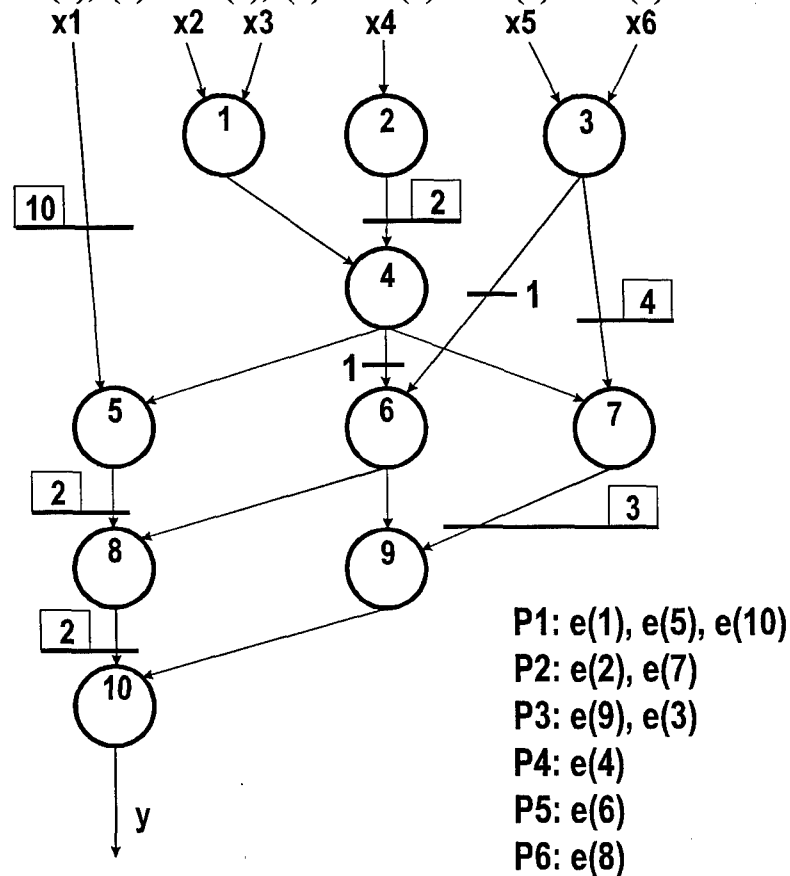 x1 x2 x3 x4 x5 x6
1 2 3
10 2
4
1 4
1
5 6 7
2 3
8 9
2
10
y
P1: e(1), e(5), e(10)
P2: e(2), e(7)
P3: e(9), e(3)
P4: e(4)
P5: e(6)
P6: e(8)